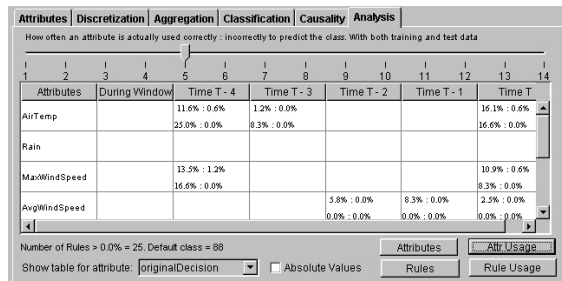 Attributes Discretization Aggregation Classification Causality Analysis
How often an attribute is actually used correctly : incorrectly to predict the class. With both training and test data
1 2 3 4 5 6 7 8 9 10 11 12 13 14
Attributes During Window Time T - 4 Time T - 3 Time T - 2 Time T - 1 Time T
AirTemp 11.6% : 0.6% 1.2% : 0.0% 16.1% : 0.6%
25.0% : 0.0% 8.3% : 0.0% 16.6% : 0.0%
Rain
MaxWindSpeed 13.5% : 1.2% 10.9% : 0.6%
16.6% : 0.0% 8.3% : 0.0%
AvgWindSpeed 5.8% : 0.0% 8.3% : 0.0% 2.5% : 0.0%
0.0% : 0.0% 0.0% : 0.0% 0.0% : 0.0%
Number of Rules > 0.0% = 25. Default class = 88
Attributes Attr.Usage
Show table for attribute: originalDecision Absolute Values Rules Rule Usage